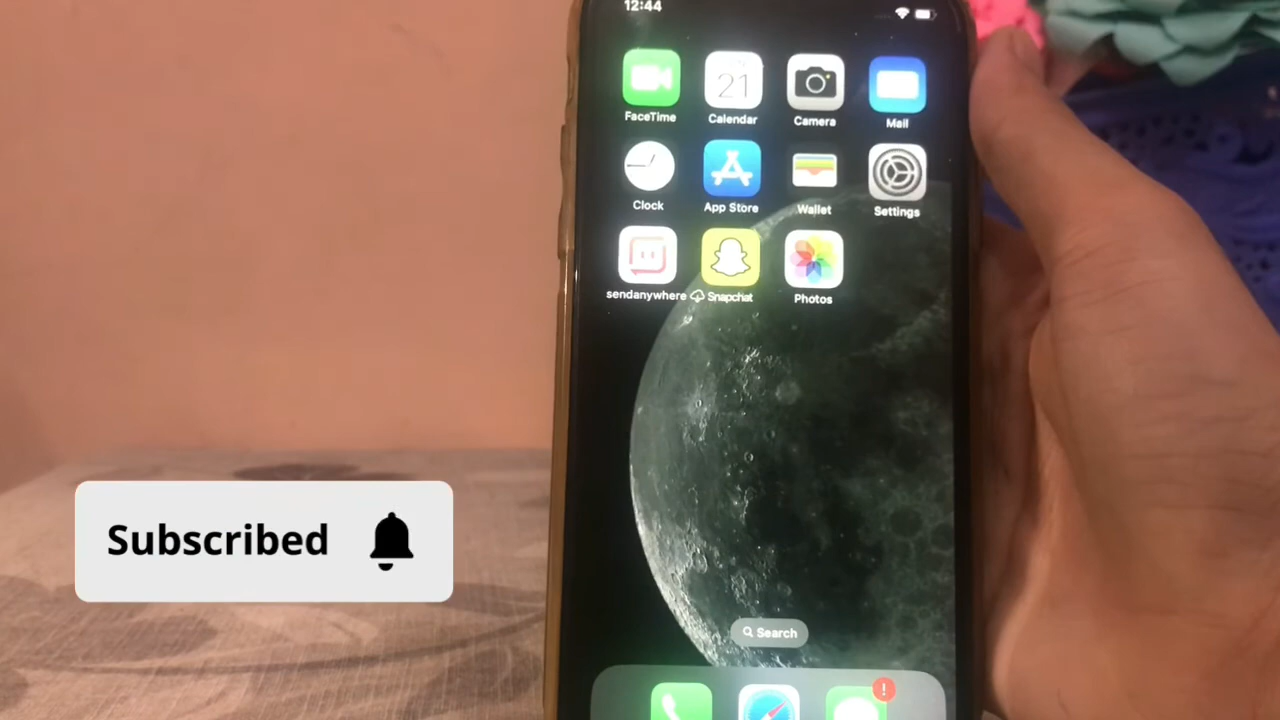 12:44
21
FaceTime
Calendar
Camera
Mail
Clock
App Store
Wallet
Settings
sendanywhere
Snapchat
Photos
Search
!
Subscribed